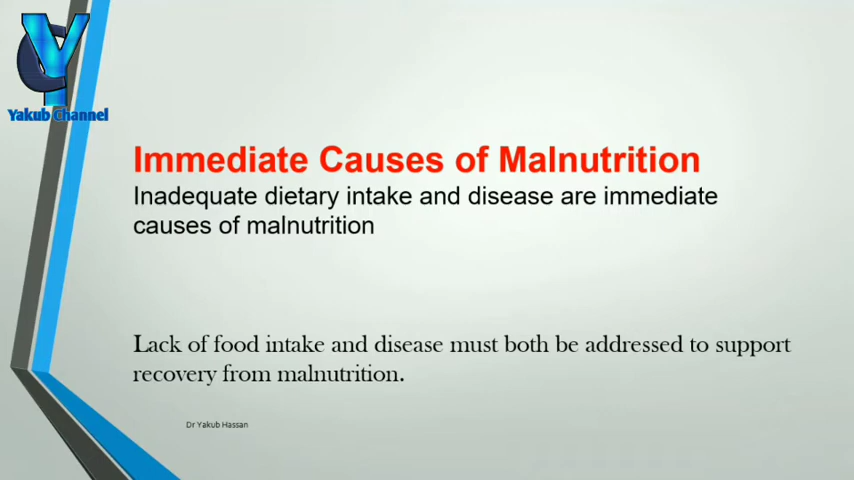 Yakub Channel
Immediate Causes of Malnutrition
Inadequate dietary intake and disease are immediate
causes of malnutrition
Lack of food intake and disease must both be addressed to support
recovery from malnutrition.
Dr Yakub Hassan